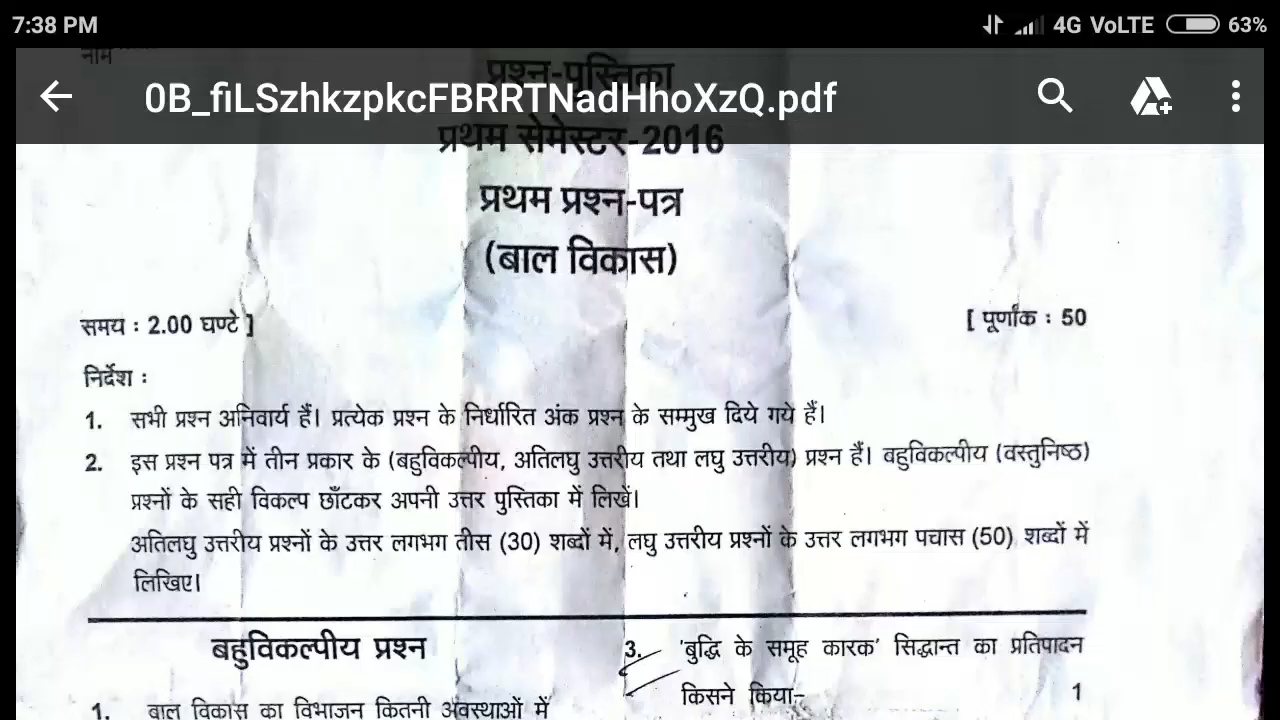 7:38 PM
4G VoLTE 63%
नाम
प्रश्न-पुस्तिका
0B_fiLSzhkzpkcFBRRTNadHhoXzQ.pdf
प्रथम सेमेस्टर-2016
प्रथम प्रश्न-पत्र
(बाल विकास)
समय : 2.00 घण्टे ]
[ पूर्णांक : 50
निर्देश :
1. सभी प्रश्न अनिवार्य हैं। प्रत्येक प्रश्न के निर्धारित अंक प्रश्न के सम्मुख दिये गये हैं।
2. इस प्रश्न पत्र में तीन प्रकार के (बहुविकल्पीय, अतिलघु उत्तरीय तथा लघु उत्तरीय) प्रश्न हैं। बहुविकल्पीय (वस्तुनिष्ठ)
प्रश्नों के सही विकल्प छाँटकर अपनी उत्तर पुस्तिका में लिखें।
अतिलघु उत्तरीय प्रश्नों के उत्तर लगभग तीस (30) शब्दों में, लघु उत्तरीय प्रश्नों के उत्तर लगभग पचास (50) शब्दों में
लिखिए।
बहुविकल्पीय प्रश्न
1. बाल विकास का विभाजन कितनी अवस्थाओं में
3. 'बुद्धि के समूह कारक' सिद्धान्त का प्रतिपादन
किसने किया:- 1